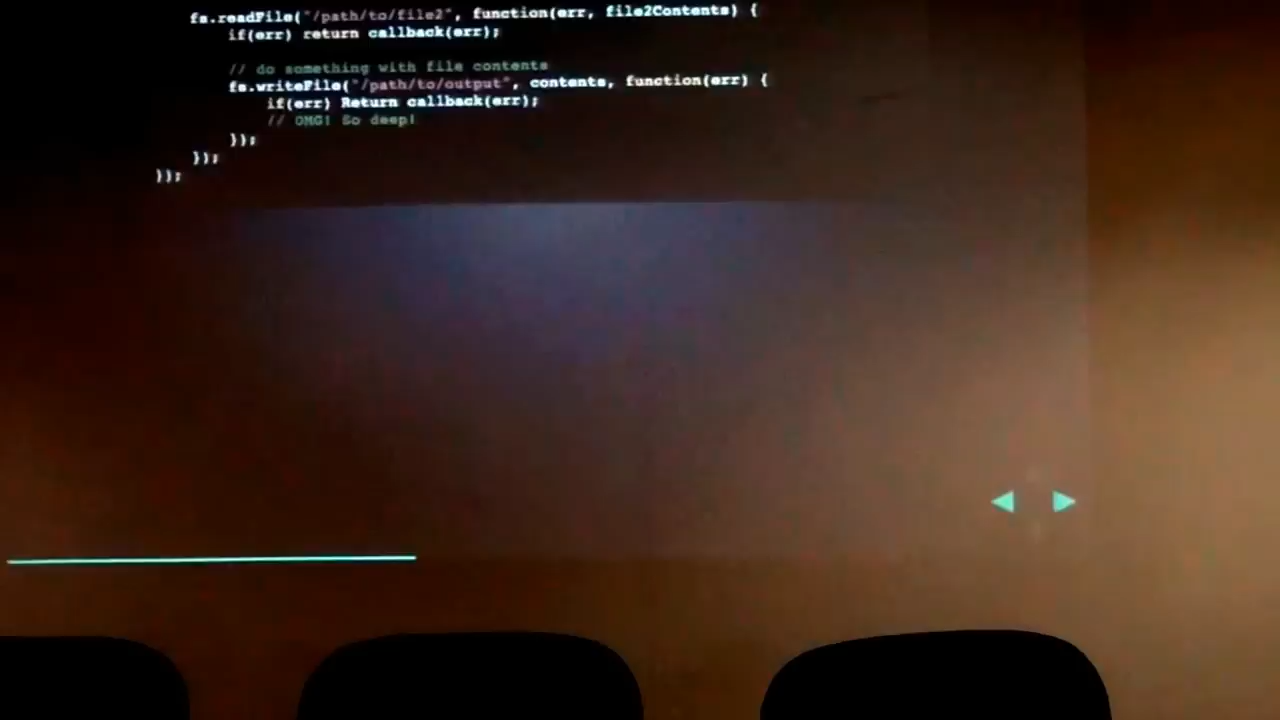 fs.readFile("/path/to/file2", function(err, file2Contents) {
if(err) return callback(err);
// do something with file contents
fs.writeFile("/path/to/output", contents, function(err) {
if(err) Return callback(err);
// OMG! So deep!
});
});
});